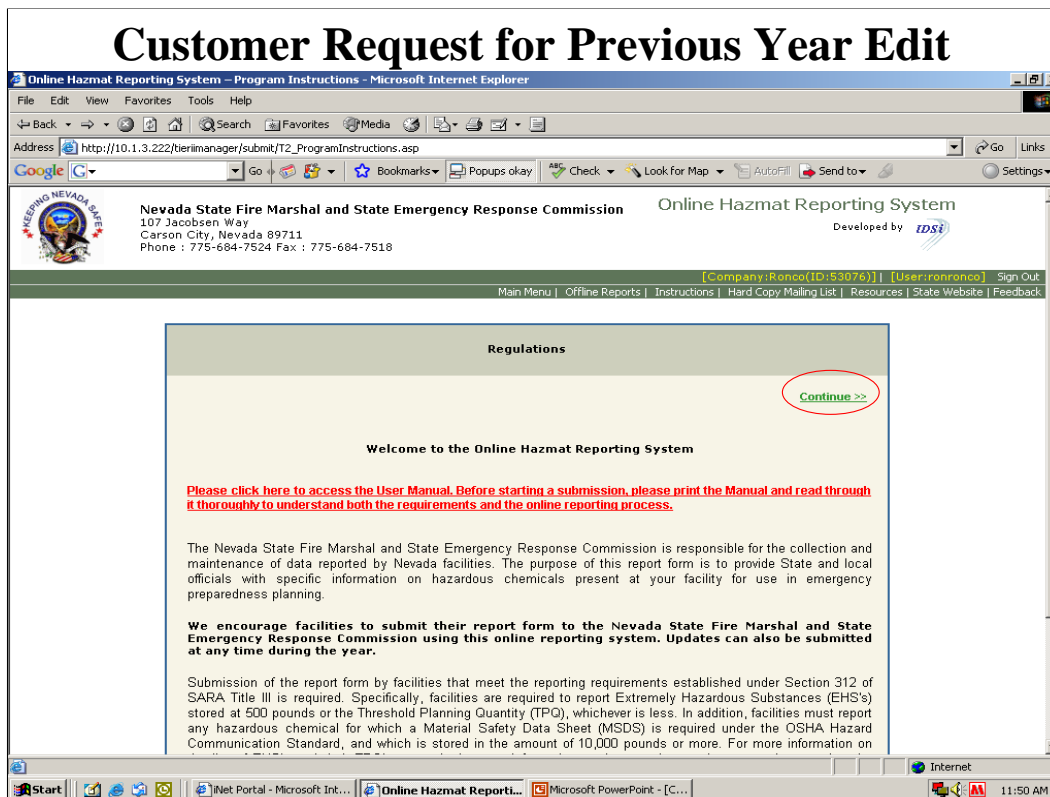 Customer Request for Previous Year Edit
Online Hazmat Reporting System -- Program Instructions - Microsoft Internet Explorer
File Edit View Favorites Tools Help
Back Search Favorites Media
Address http://10.1.3.222/tieriimanager/submit/T2_ProgramInstructions.asp Go Links
Google G Go Bookmarks Popups okay ABC Check Look for Map AutoFill Send to Settings
KEEPING NEVADA SAFE
Nevada State Fire Marshal and State Emergency Response Commission
107 Jacobsen Way
Carson City, Nevada 89711
Phone : 775-684-7524 Fax : 775-684-7518
Online Hazmat Reporting System
Developed by IDSi
[Company:Ronco(ID:53076)] | [User:ronronco] Sign Out
Main Menu | Offline Reports | Instructions | Hard Copy Mailing List | Resources | State Website | Feedback
Regulations
Continue >>
Welcome to the Online Hazmat Reporting System
Please click here to access the User Manual. Before starting a submission, please print the Manual and read through
it thoroughly to understand both the requirements and the online reporting process.
The Nevada State Fire Marshal and State Emergency Response Commission is responsible for the collection and
maintenance of data reported by Nevada facilities. The purpose of this report form is to provide State and local
officials with specific information on hazardous chemicals present at your facility for use in emergency
preparedness planning.
We encourage facilities to submit their report form to the Nevada State Fire Marshal and State
Emergency Response Commission using this online reporting system. Updates can also be submitted
at any time during the year.
Submission of the report form by facilities that meet the reporting requirements established under Section 312 of
SARA Title III is required. Specifically, facilities are required to report Extremely Hazardous Substances (EHS's)
stored at 500 pounds or the Threshold Planning Quantity (TPQ), whichever is less. In addition, facilities must report
any hazardous chemical for which a Material Safety Data Sheet (MSDS) is required under the OSHA Hazard
Communication Standard, and which is stored in the amount of 10,000 pounds or more. For more information on
Internet
Start iNet Portal - Microsoft Int... Online Hazmat Reporti... Microsoft PowerPoint - [C... 11:50 AM